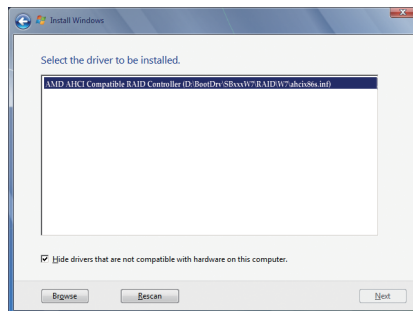 Install Windows
Select the driver to be installed.
AMD AHCI Compatible RAID Controller (D:\BootDrv\SBxxxW7\RAID\W7\ahcix86s.inf)
Hide drivers that are not compatible with hardware on this computer.
Browse
Rescan
Next